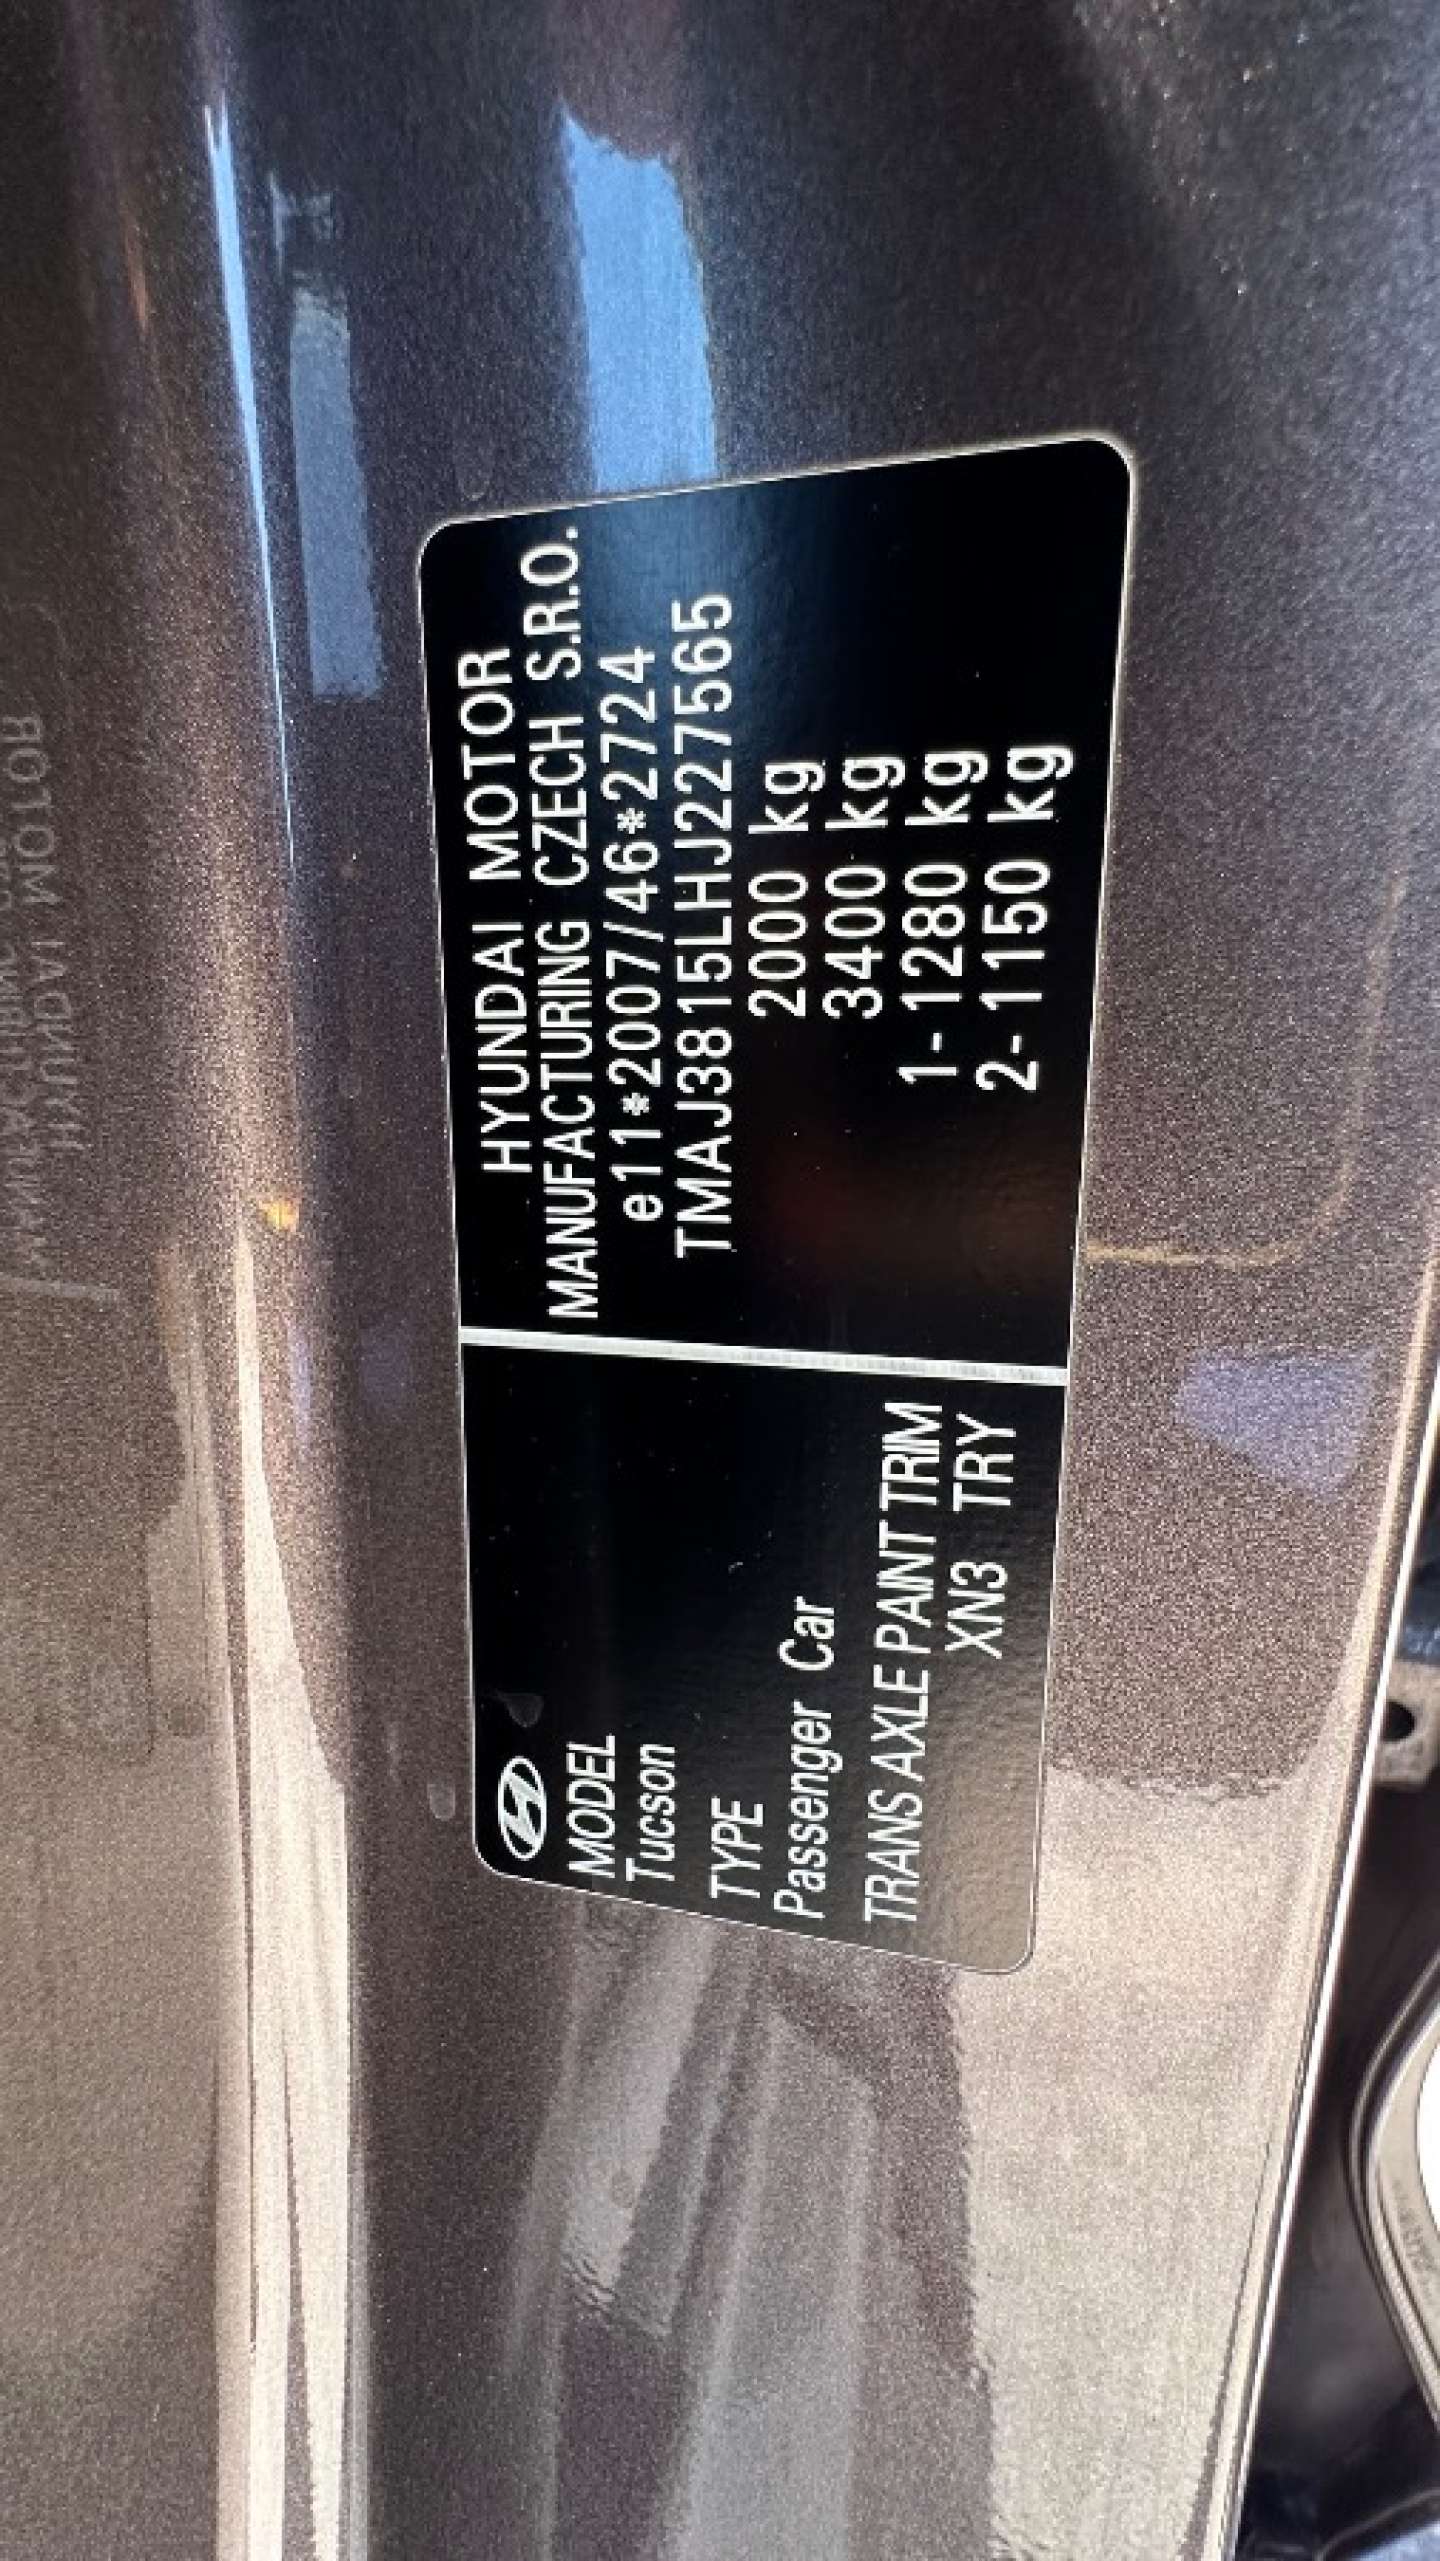 MODEL
Tucson
TYPE
Passenger Car
TRANS AXLE PAINT TRIM
XN3 TRY
HYUNDAI MOTOR
MANUFACTURING CZECH S.R.O.
e11*2007/46*2724
TMAJ3815LHJ227565
2000 kg
3400 kg
1-1280 kg
2-1150 kg